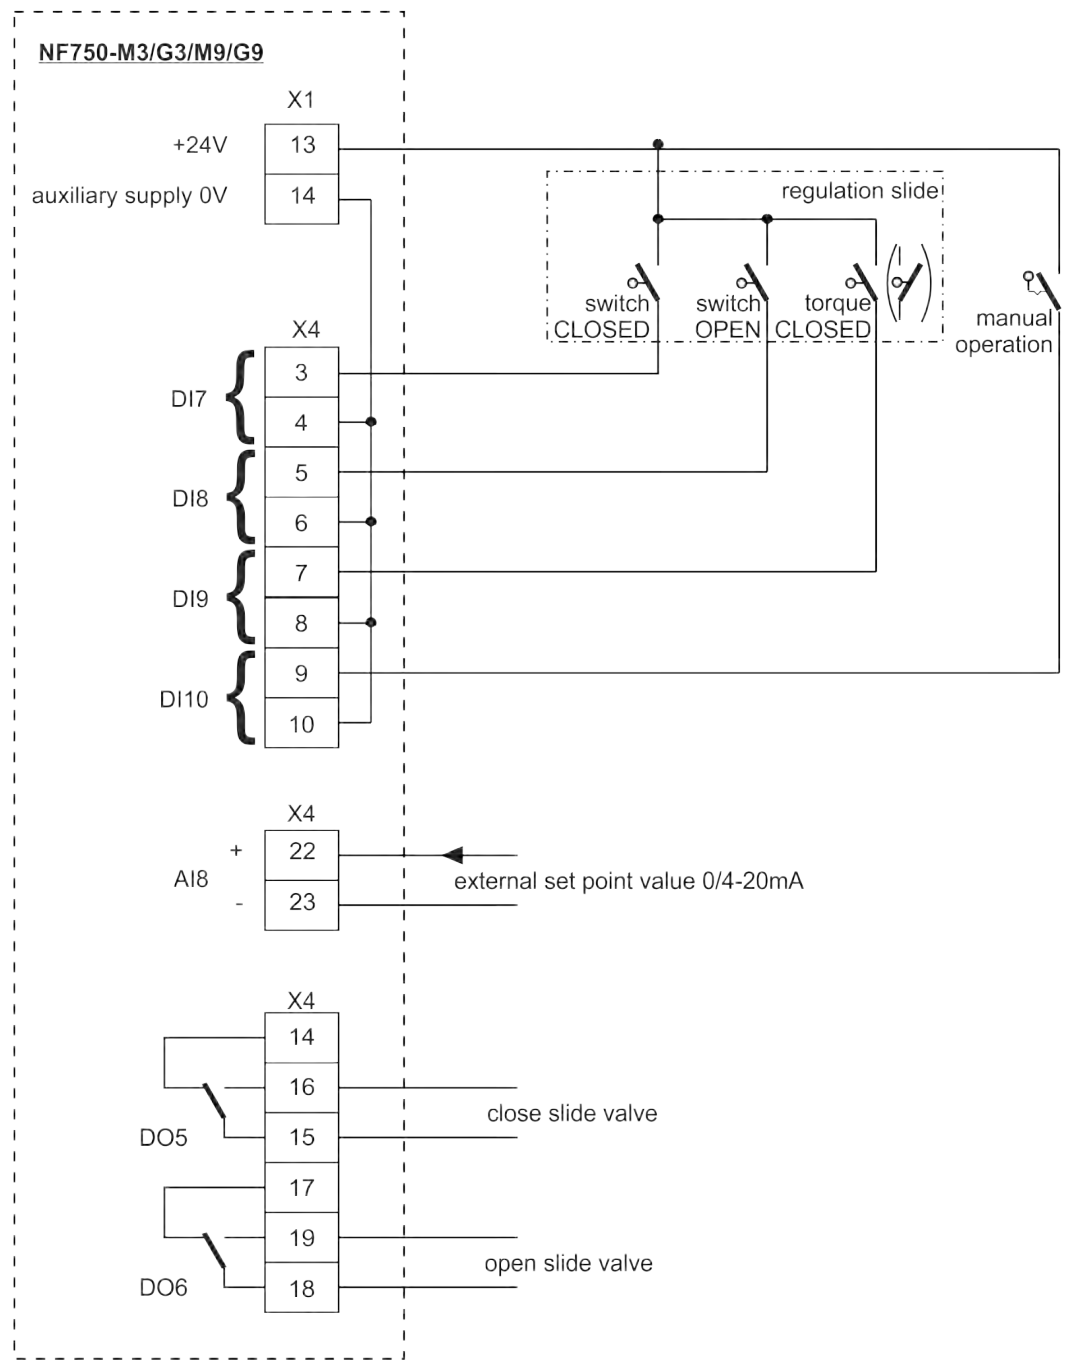 NF750-M3/G3/M9/G9
X1
+24V 13
auxiliary supply 0V 14
regulation slide
switch CLOSED
switch OPEN
torque CLOSED
manual operation
X4
DI7
3
4
DI8
5
6
DI9
7
8
DI10
9
10
X4
AI8
+ 22
- 23
external set point value 0/4-20mA
X4
14
16
15
DO5
close slide valve
17
19
18
DO6
open slide valve